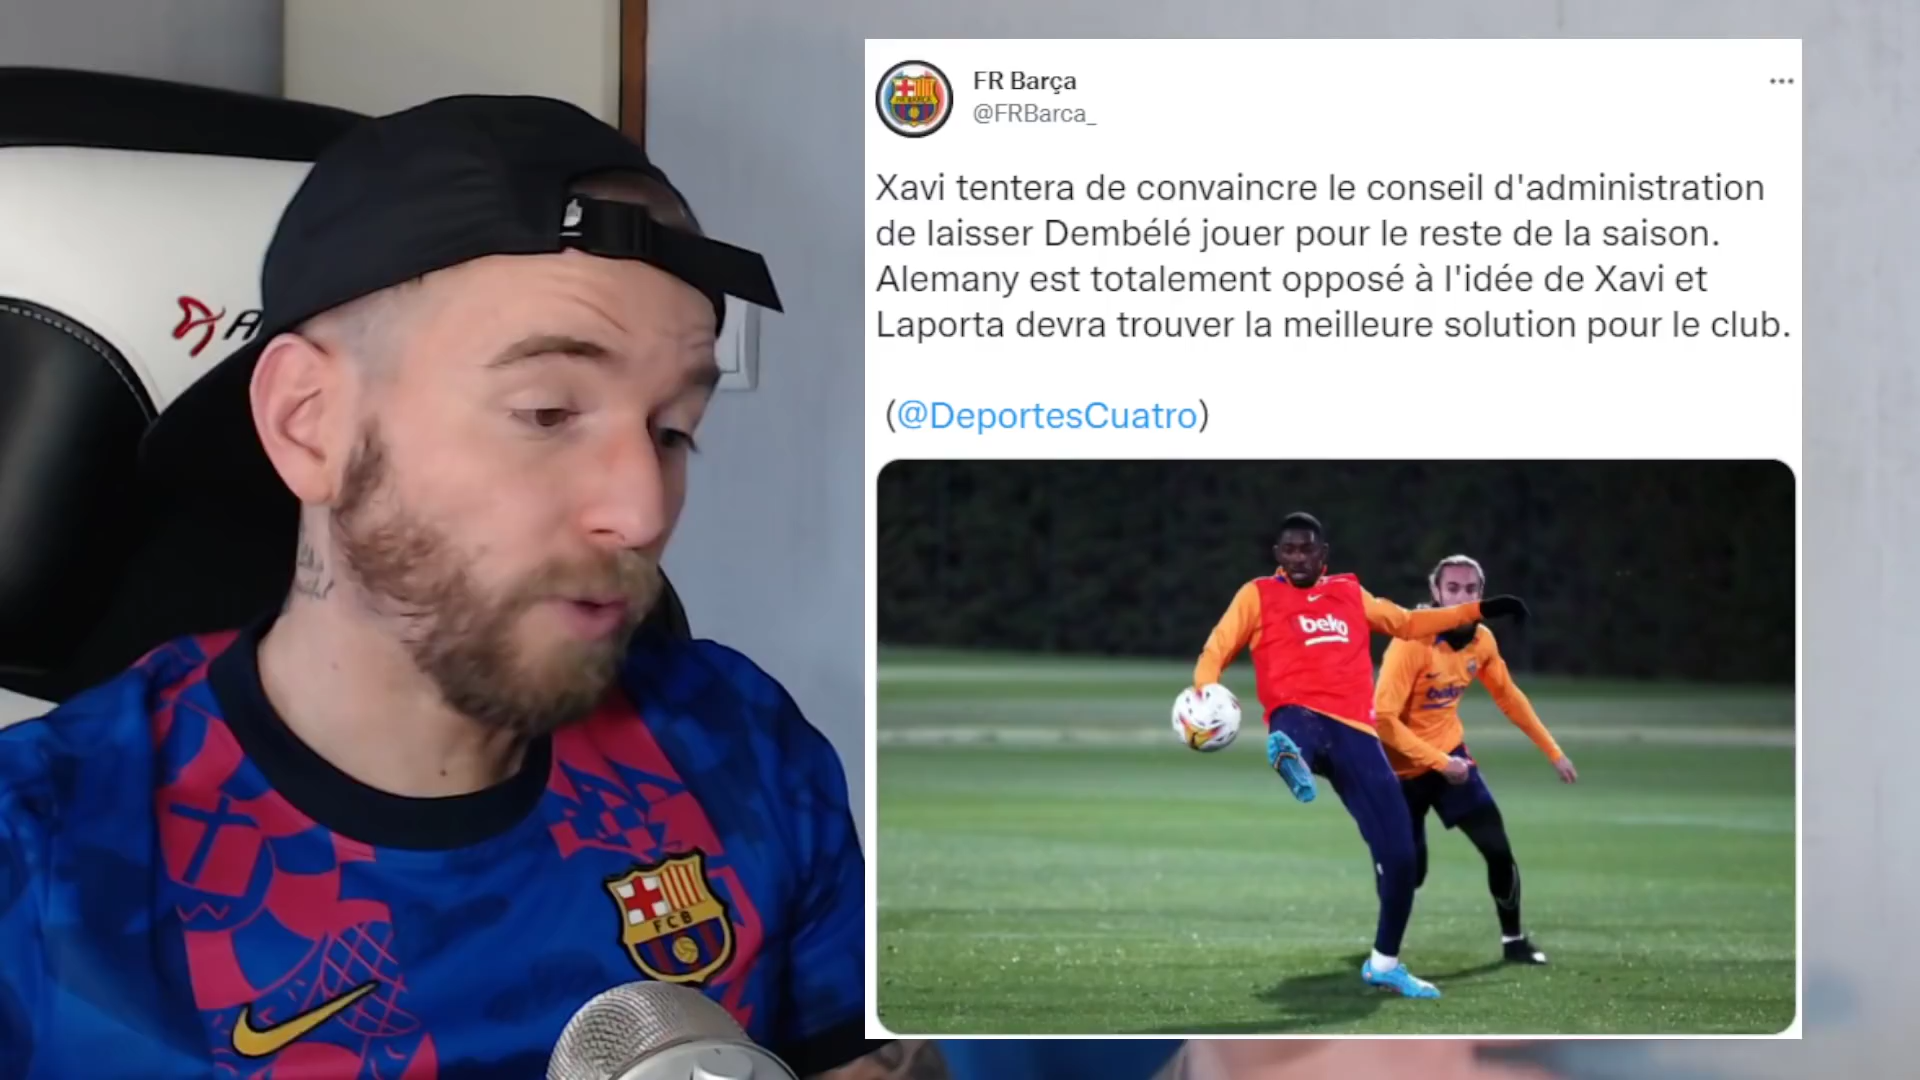 FR Barça
@FRBarca_
Xavi tentera de convaincre le conseil d'administration
de laisser Dembélé jouer pour le reste de la saison.
Alemany est totalement opposé à l'idée de Xavi et
Laporta devra trouver la meilleure solution pour le club.
(@DeportesCuatro)
beko
beko
FCB